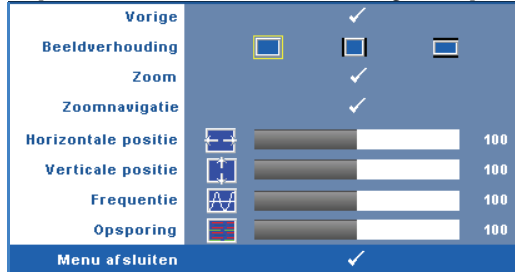 Vorige
Beeldverhouding
Zoom
Zoomnavigatie
Horizontale positie 100
Verticale positie 100
Frequentie 100
Opsporing 100
Menu afsluiten